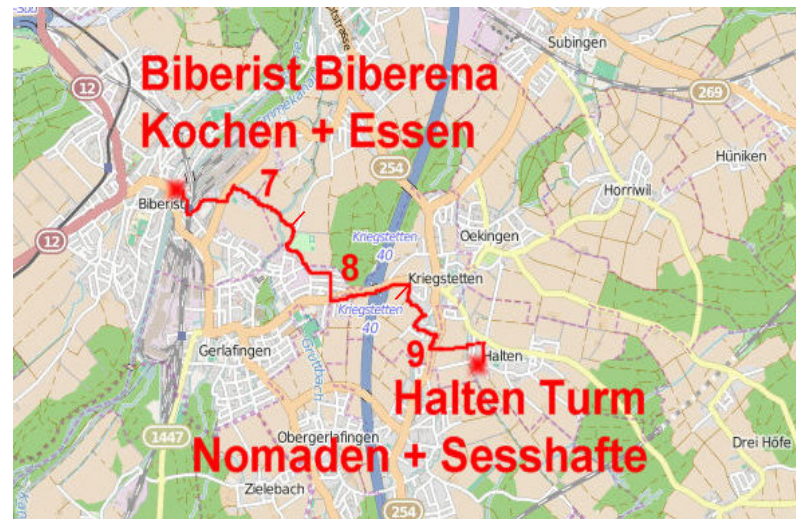 Subingen
12
269
Biberist Biberena
Kochen + Essen
254
Hüniken
7
Horriwil
Biberist
12
Oekingen
Kriegstetten
40
8
Kriegstetten
Kriegstetten
40
Gerlafingen
9
Halten
Grüttbach
Halten Turm
1447
Obergerlafingen
Nomaden + Sesshafte
Drei Höfe
Zielebach
254